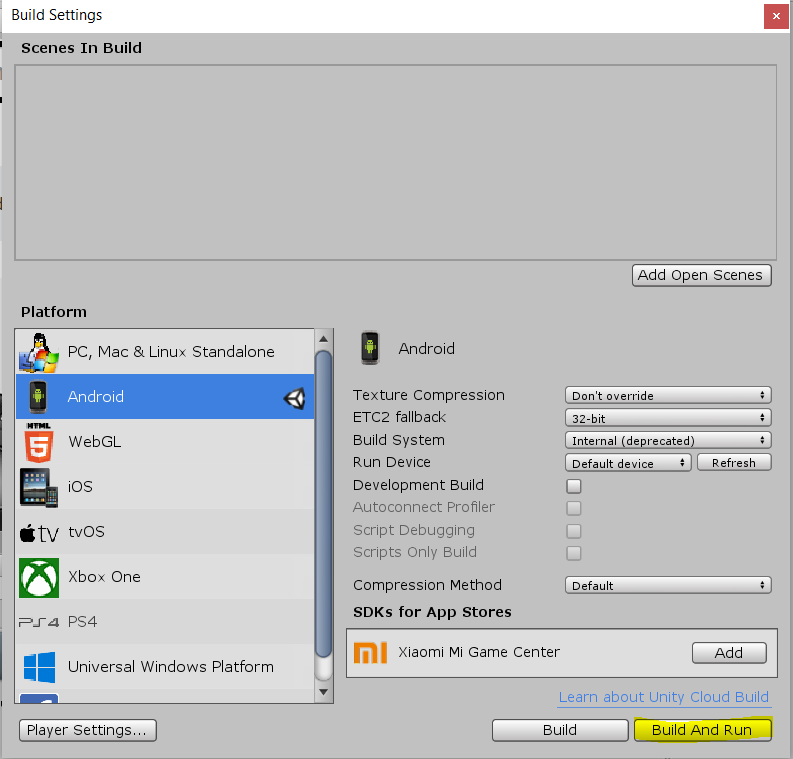 Build Settings
Scenes In Build
Add Open Scenes
Platform
PC, Mac & Linux Standalone
Android
HTML
5
WebGL
iOS
tv
tvOS
Xbox One
PS4
PS4
Universal Windows Platform
Android
Texture Compression
Don't override
ETC2 fallback
32-bit
Build System
Internal (deprecated)
Run Device
Default device
Refresh
Development Build
Autoconnect Profiler
Script Debugging
Scripts Only Build
Compression Method
Default
SDKs for App Stores
MI
Xiaomi Mi Game Center
Add
Learn about Unity Cloud Build
Player Settings...
Build
Build And Run